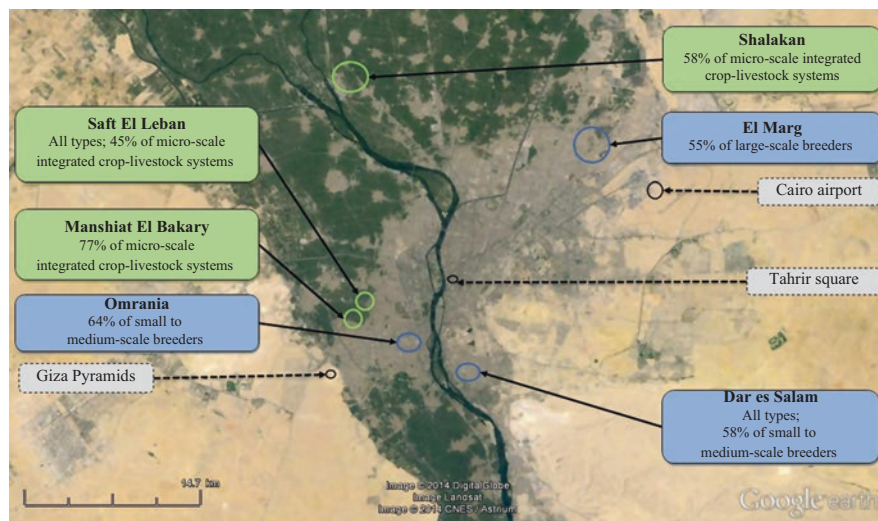 Shalakan
58% of micro-scale integrated
crop-livestock systems
Saft El Leban
All types; 45% of micro-scale
integrated crop-livestock systems
El Marg
55% of large-scale breeders
Cairo airport
Manshiat El Bakary
77% of micro-scale
integrated crop-livestock systems
Tahrir square
Omrania
64% of small to
medium-scale breeders
Giza Pyramids
Dar es Salam
All types;
58% of small to
medium-scale breeders
14.7 km
Image © 2014 DigitalGlobe
Image Landsat
Image © 2014 CNES / Astrium
Google earth